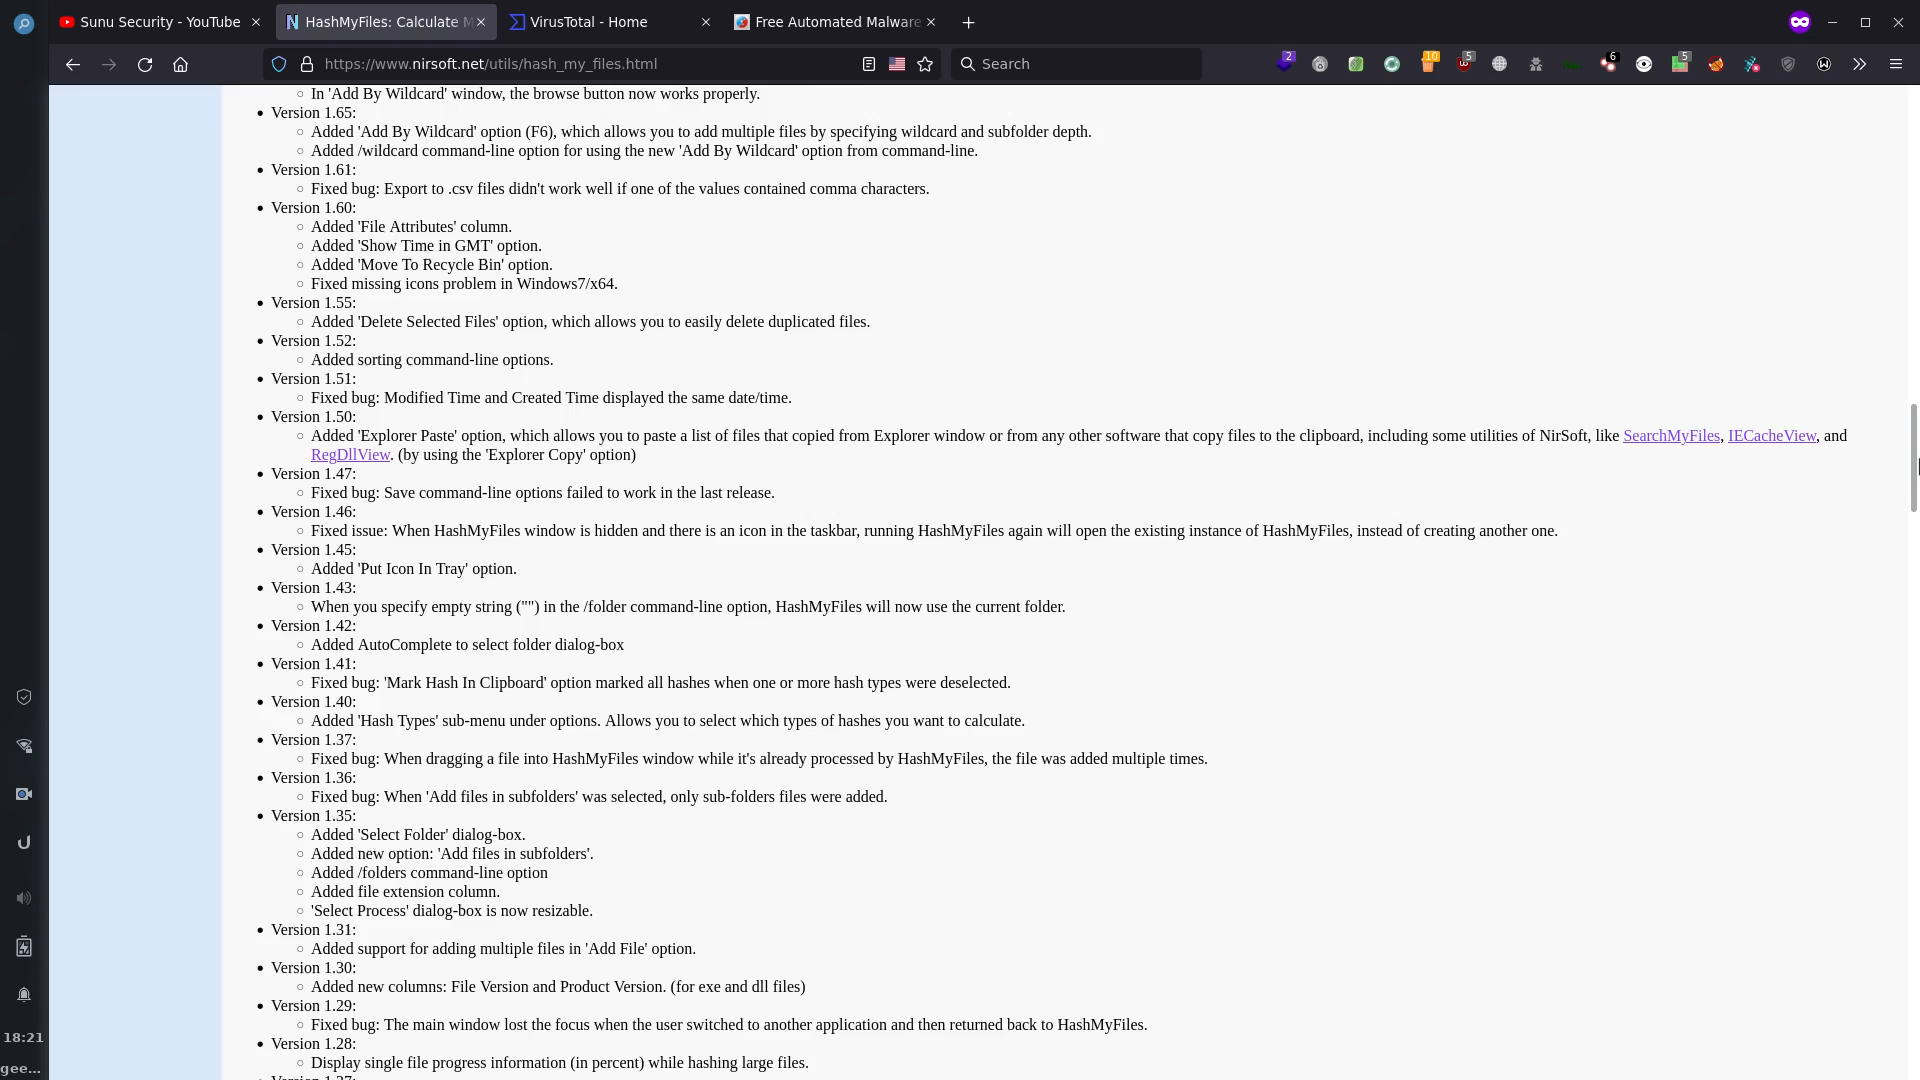 Sunu Security - YouTube
HashMyFiles: Calculate M
VirusTotal - Home
Free Automated Malware
https://www.nirsoft.net/utils/hash_my_files.html
Search
2
10
5
6
5
In 'Add By Wildcard' window, the browse button now works properly.
Version 1.65:
Added 'Add By Wildcard' option (F6), which allows you to add multiple files by specifying wildcard and subfolder depth.
Added /wildcard command-line option for using the new 'Add By Wildcard' option from command-line.
Version 1.61:
Fixed bug: Export to .csv files didn't work well if one of the values contained comma characters.
Version 1.60:
Added 'File Attributes' column.
Added 'Show Time in GMT' option.
Added 'Move To Recycle Bin' option.
Fixed missing icons problem in Windows7/x64.
Version 1.55:
Added 'Delete Selected Files' option, which allows you to easily delete duplicated files.
Version 1.52:
Added sorting command-line options.
Version 1.51:
Fixed bug: Modified Time and Created Time displayed the same date/time.
Version 1.50:
Added 'Explorer Paste' option, which allows you to paste a list of files that copied from Explorer window or from any other software that copy files to the clipboard, including some utilities of NirSoft, like SearchMyFiles, IECacheView, and
RegDllView. (by using the 'Explorer Copy' option)
Version 1.47:
Fixed bug: Save command-line options failed to work in the last release.
Version 1.46:
Fixed issue: When HashMyFiles window is hidden and there is an icon in the taskbar, running HashMyFiles again will open the existing instance of HashMyFiles, instead of creating another one.
Version 1.45:
Added 'Put Icon In Tray' option.
Version 1.43:
When you specify empty string ("") in the /folder command-line option, HashMyFiles will now use the current folder.
Version 1.42:
Added AutoComplete to select folder dialog-box
Version 1.41:
Fixed bug: 'Mark Hash In Clipboard' option marked all hashes when one or more hash types were deselected.
Version 1.40:
Added 'Hash Types' sub-menu under options. Allows you to select which types of hashes you want to calculate.
Version 1.37:
Fixed bug: When dragging a file into HashMyFiles window while it's already processed by HashMyFiles, the file was added multiple times.
Version 1.36:
Fixed bug: When 'Add files in subfolders' was selected, only sub-folders files were added.
Version 1.35:
Added 'Select Folder' dialog-box.
Added new option: 'Add files in subfolders'.
Added /folders command-line option
Added file extension column.
'Select Process' dialog-box is now resizable.
Version 1.31:
Added support for adding multiple files in 'Add File' option.
Version 1.30:
Added new columns: File Version and Product Version. (for exe and dll files)
Version 1.29:
Fixed bug: The main window lost the focus when the user switched to another application and then returned back to HashMyFiles.
Version 1.28:
Display single file progress information (in percent) while hashing large files.
18:21
gee...